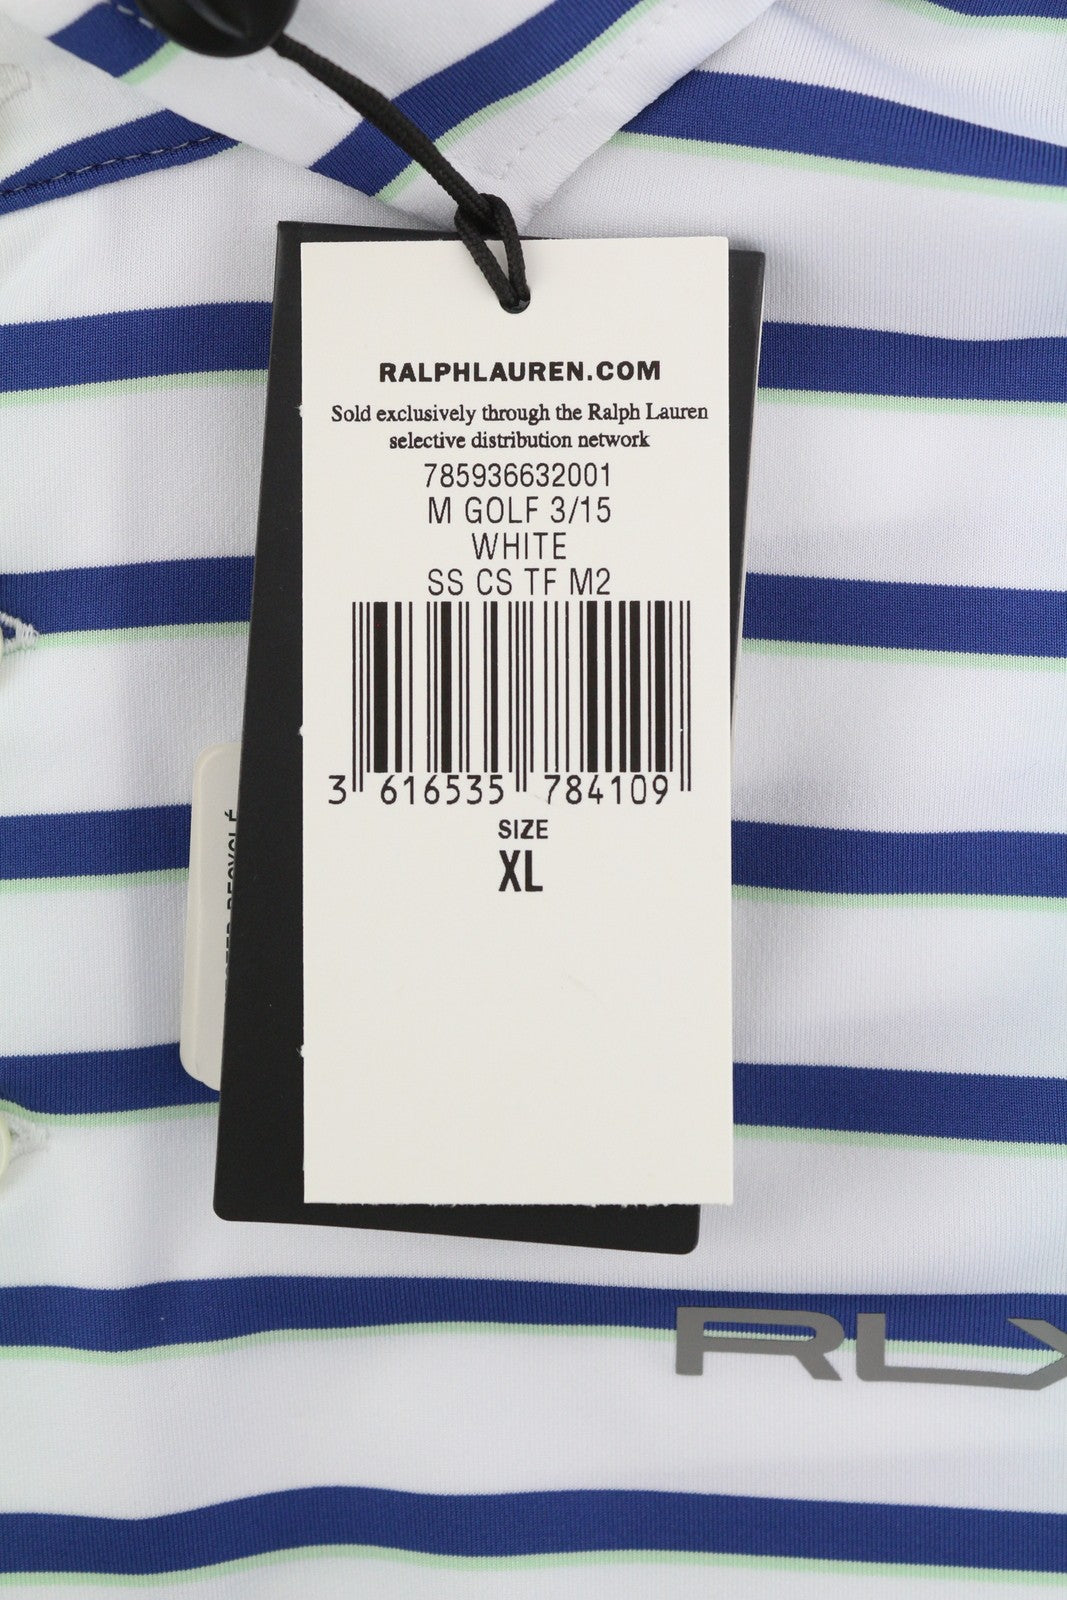 RALPHLAUREN.COM
Sold exclusively through the Ralph Lauren
selective distribution network
785936632001
M GOLF 3/15
WHITE
SS CS TF M2
3 616535 784109
SIZE
XL
RLX